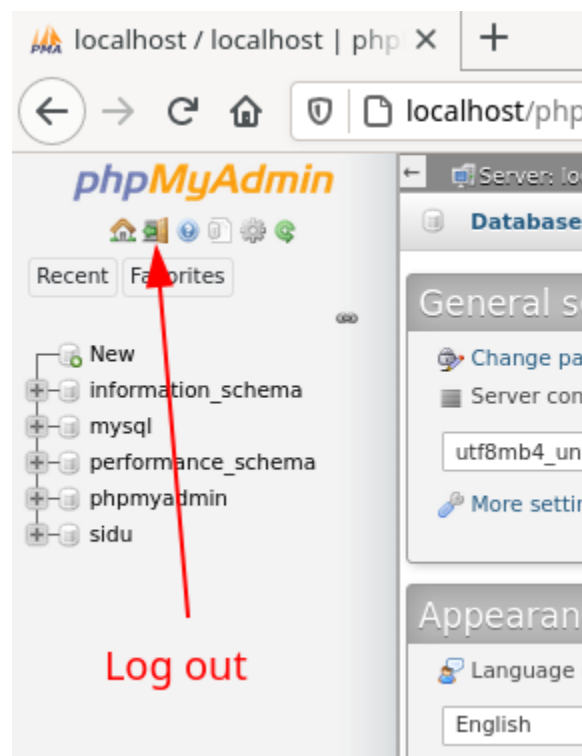 localhost / localhost | php
localhost/php
phpMyAdmin
Recent Favorites
New
information_schema
mysql
performance_schema
phpmyadmin
sidu
Log out
Server: lo
Database
General s
Change pa
Server con
utf8mb4_un
More settin
Appearan
Language
English